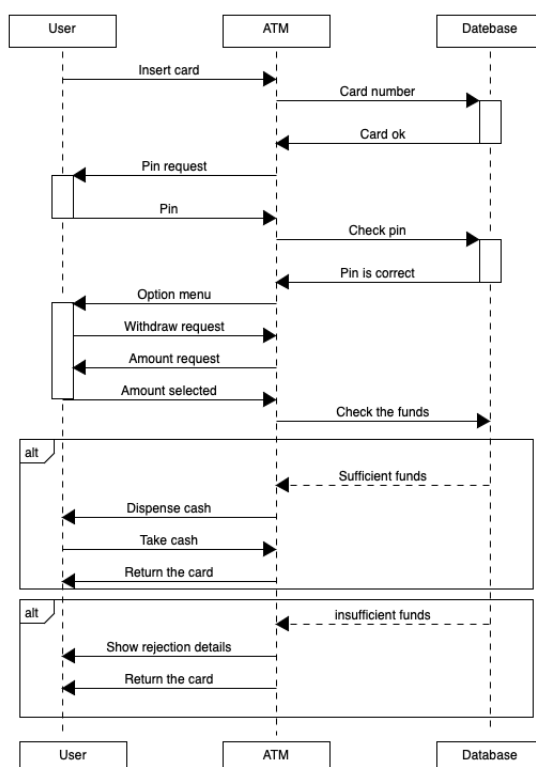 User
ATM
Datebase
Insert card
Card number
Card ok
Pin request
Pin
Check pin
Pin is correct
Option menu
Withdraw request
Amount request
Amount selected
Check the funds
alt
Sufficient funds
Dispense cash
Take cash
Return the card
alt
insufficient funds
Show rejection details
Return the card
User
ATM
Database